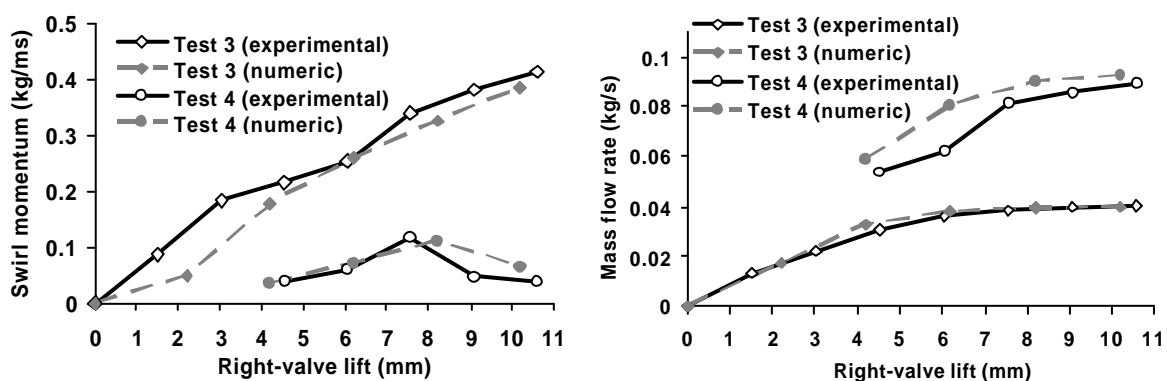 Swirl momentum (kg/ms)
0.5
0.4
0.3
0.2
0.1
0
Test 3 (experimental)
Test 3 (numeric)
Test 4 (experimental)
Test 4 (numeric)
0 1 2 3 4 5 6 7 8 9 10 11
Right-valve lift (mm)
Mass flow rate (kg/s)
0.1
0.08
0.06
0.04
0.02
0
Test 3 (experimental)
Test 3 (numeric)
Test 4 (experimental)
Test 4 (numeric)
0 1 2 3 4 5 6 7 8 9 10 11
Right-valve lift (mm)